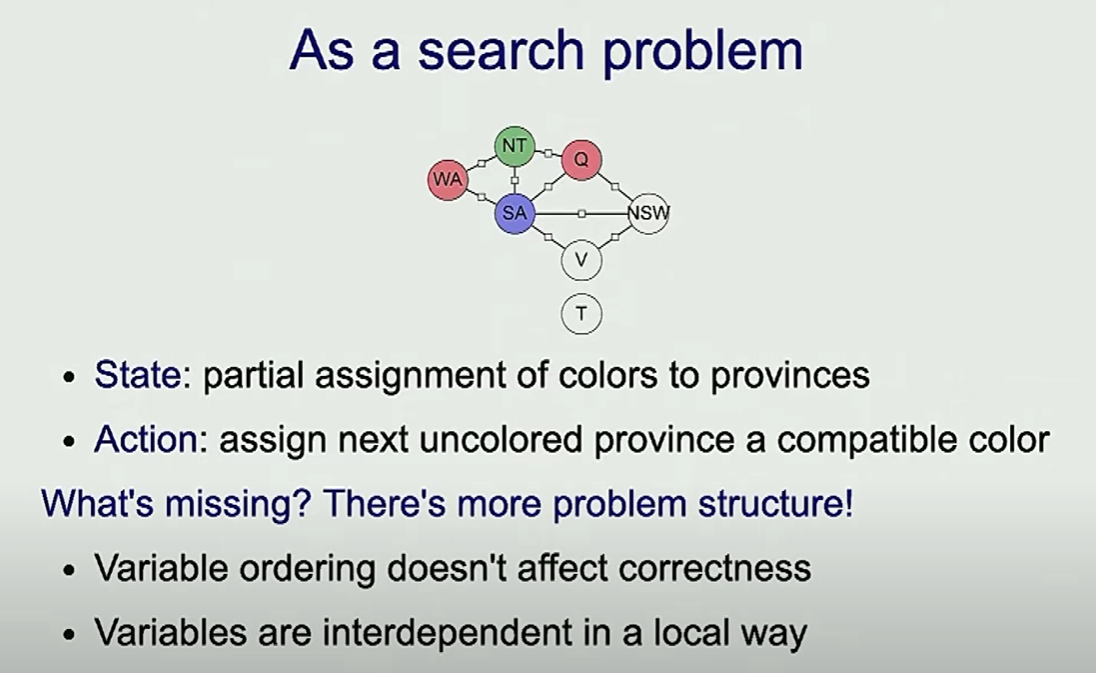 As a search problem
NT
Q
WA
SA
NSW
V
T
• State: partial assignment of colors to provinces
• Action: assign next uncolored province a compatible color
What's missing? There's more problem structure!
• Variable ordering doesn't affect correctness
• Variables are interdependent in a local way